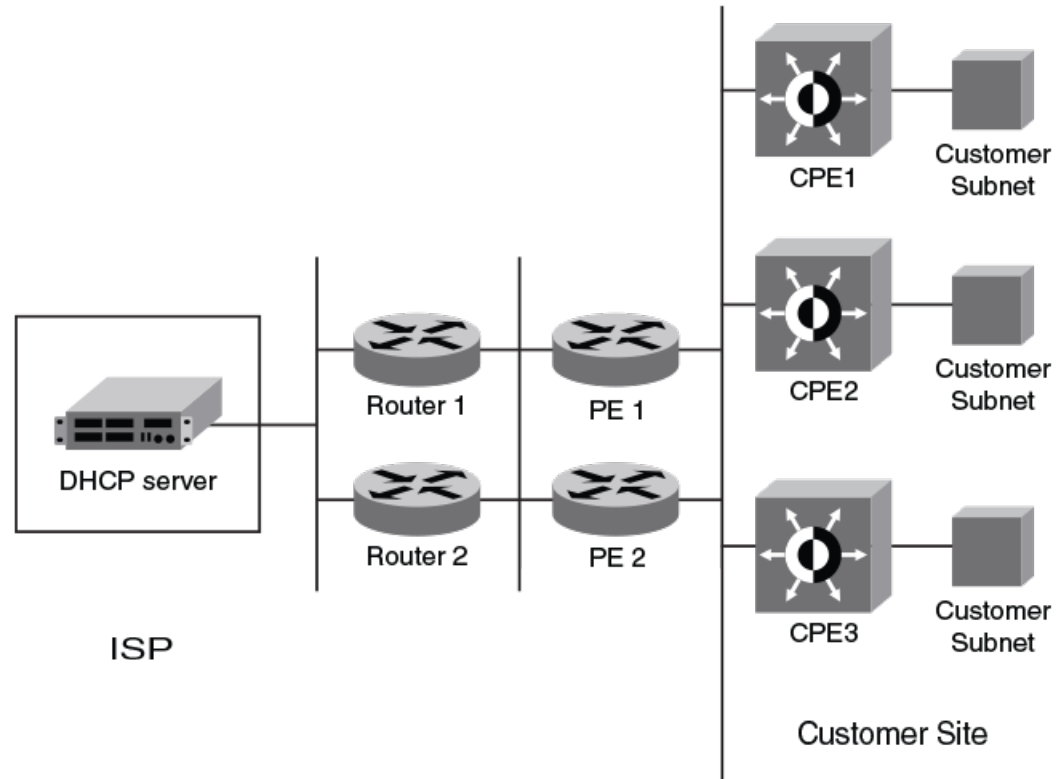 CPE1
Customer
Subnet
CPE2
Customer
Subnet
Router 1
PE 1
DHCP server
Router 2
PE 2
CPE3
Customer
Subnet
ISP
Customer Site